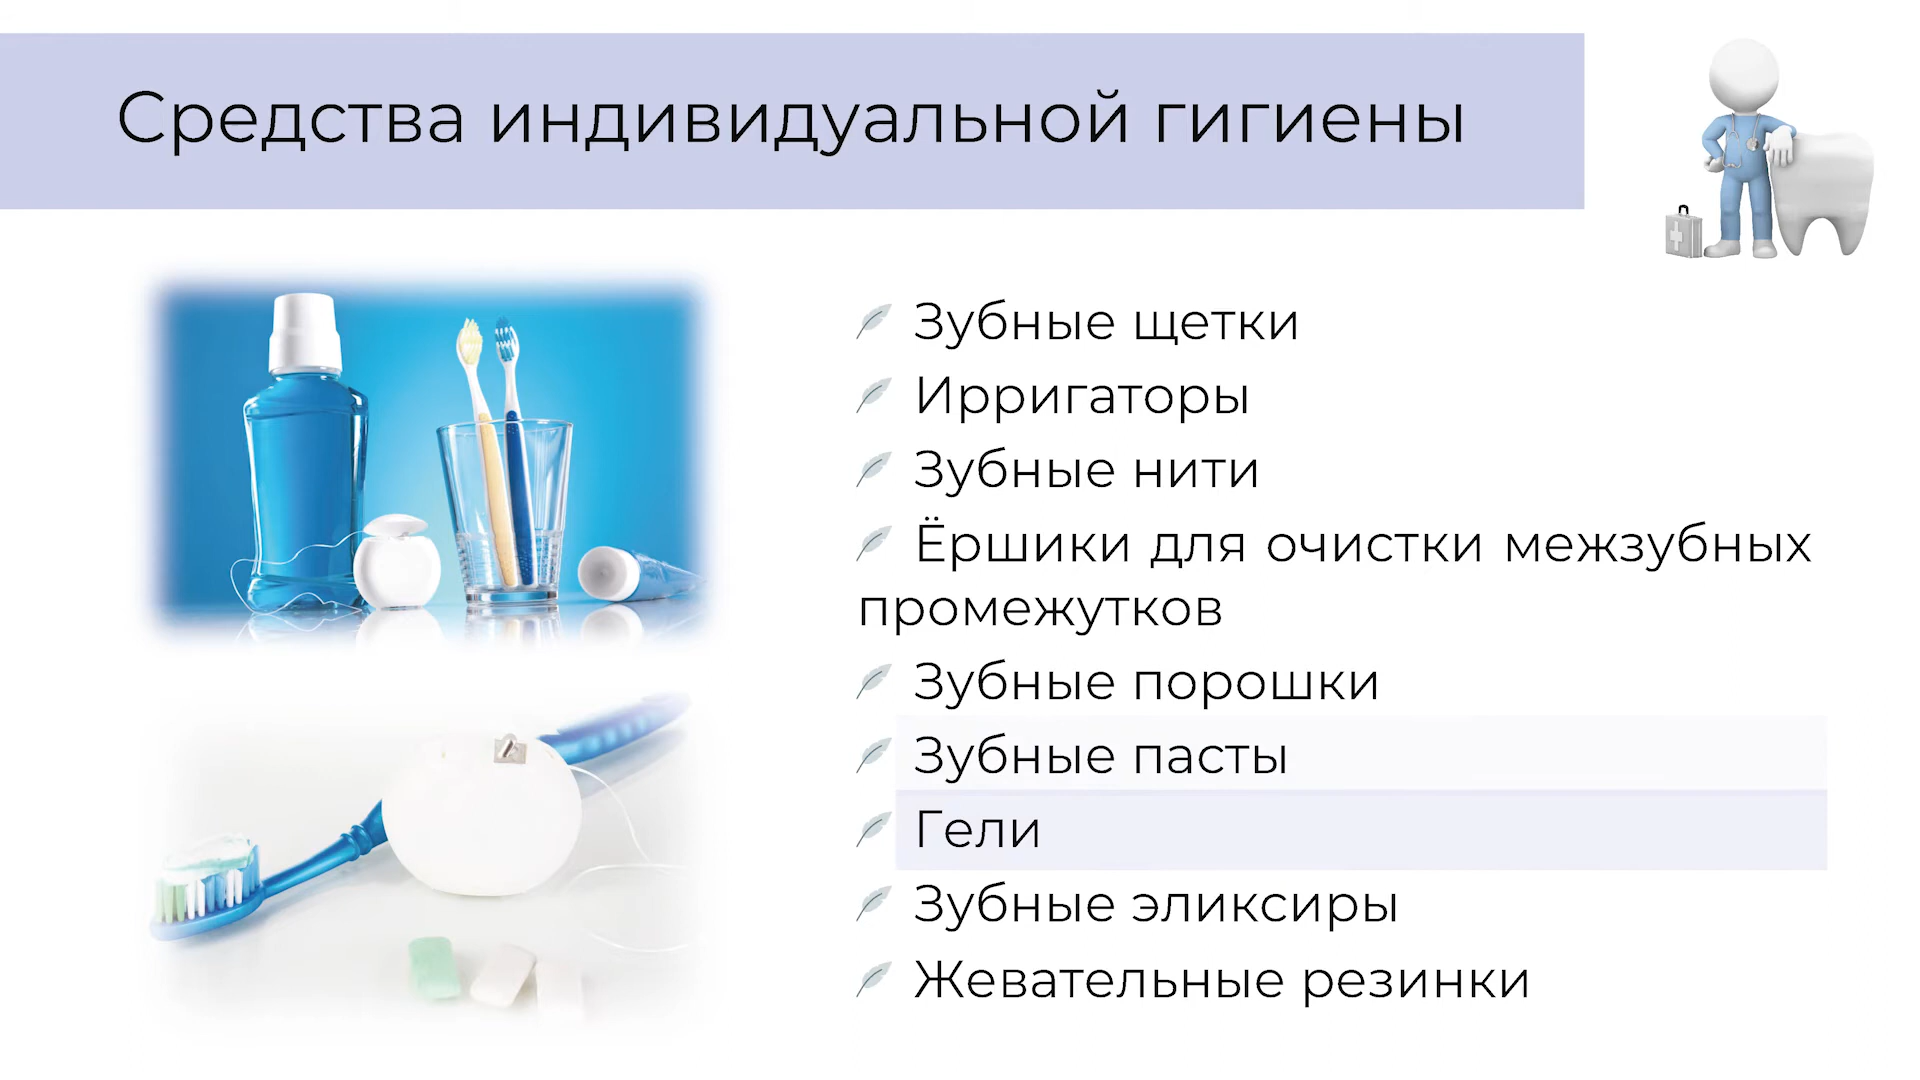 Средства индивидуальной гигиены
Зубные щетки
Ирригаторы
Зубные нити
Ёршики для очистки межзубных
промежутков
Зубные порошки
Зубные пасты
Гели
Зубные эликсиры
Жевательные резинки